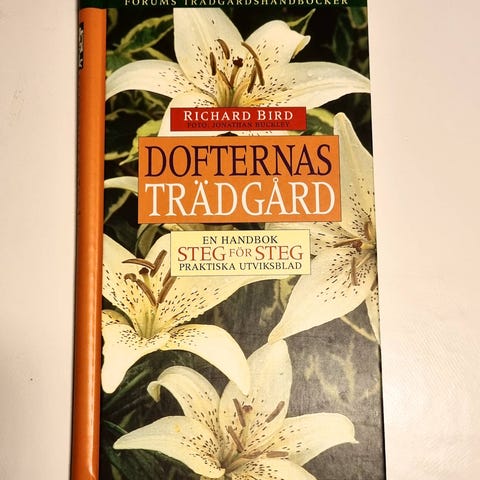 FORUMS TRÄDGÅRDSHANDBÖCKER
RICHARD BIRD
FOTO: JONATHAN BUCKLEY
DOFTERNAS
TRÄDGÅRD
EN HANDBOK
STEG FÖR STEG
PRAKTISKA UTVIKSBLAD